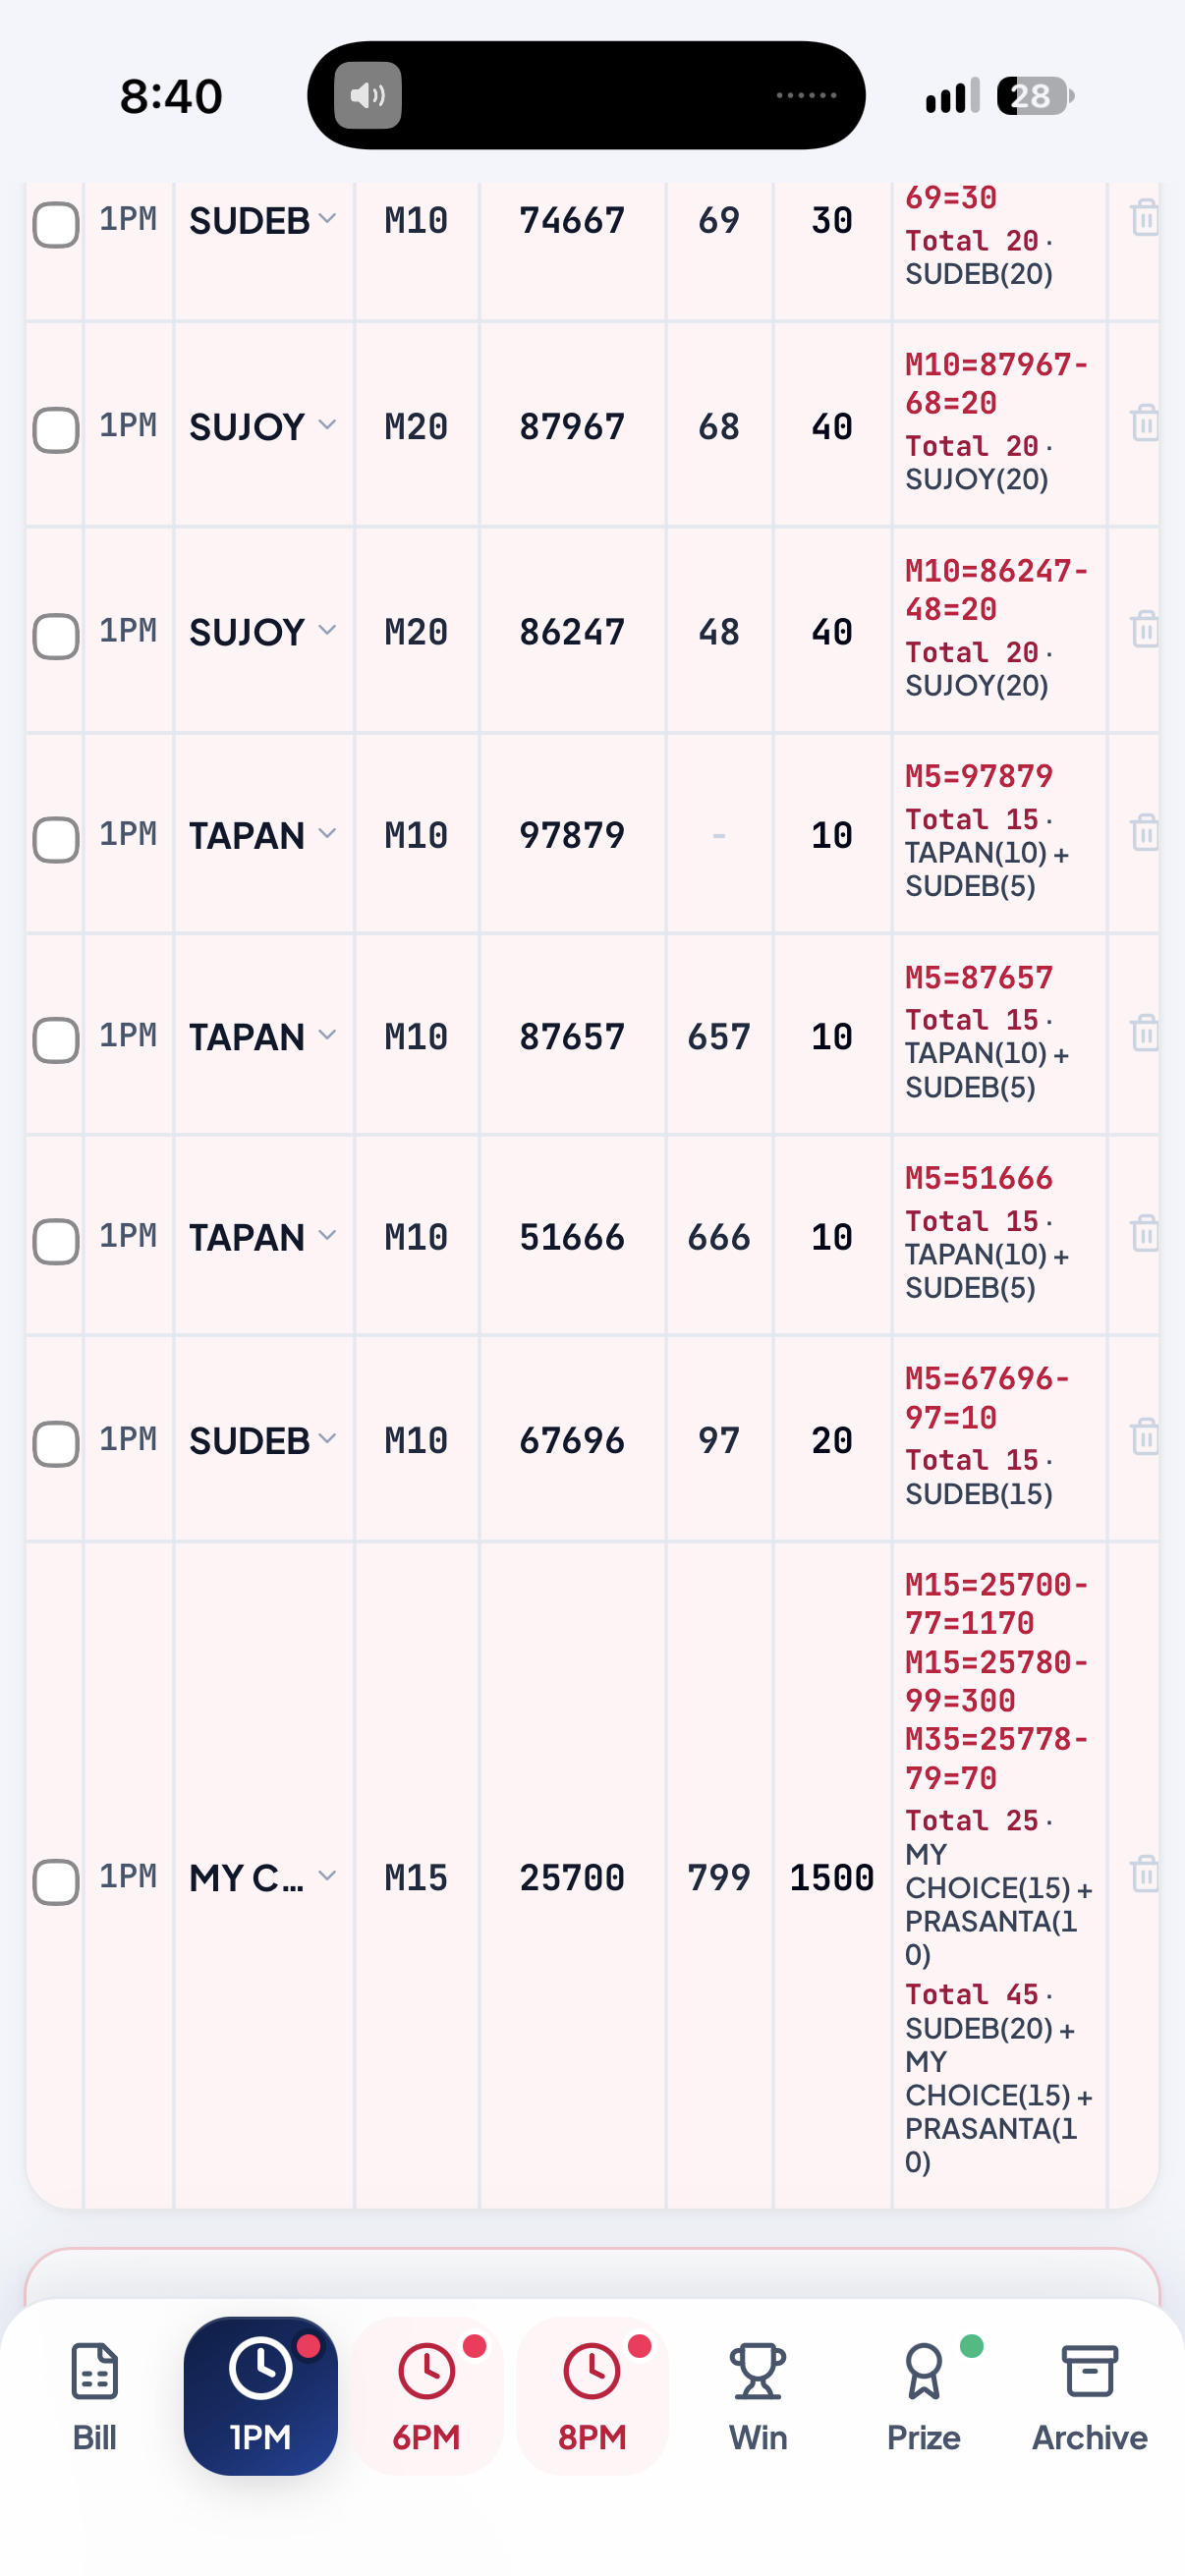 8:40
28
1PM SUDEB M10 74667 69 30
69=30
Total 20 ·
SUDEB(20)
1PM SUJOY M20 87967 68 40
M10=87967-
68=20
Total 20 ·
SUJOY(20)
1PM SUJOY M20 86247 48 40
M10=86247-
48=20
Total 20 ·
SUJOY(20)
1PM TAPAN M10 97879 - 10
M5=97879
Total 15 ·
TAPAN(10) +
SUDEB(5)
1PM TAPAN M10 87657 657 10
M5=87657
Total 15 ·
TAPAN(10) +
SUDEB(5)
1PM TAPAN M10 51666 666 10
M5=51666
Total 15 ·
TAPAN(10) +
SUDEB(5)
1PM SUDEB M10 67696 97 20
M5=67696-
97=10
Total 15 ·
SUDEB(15)
1PM MY C... M15 25700 799 1500
M15=25700-
77=1170
M15=25780-
99=300
M35=25778-
79=70
Total 25 ·
MY
CHOICE(15) +
PRASANTA(1
0)
Total 45 ·
SUDEB(20) +
MY
CHOICE(15) +
PRASANTA(1
0)
Bill 1PM 6PM 8PM Win Prize Archive